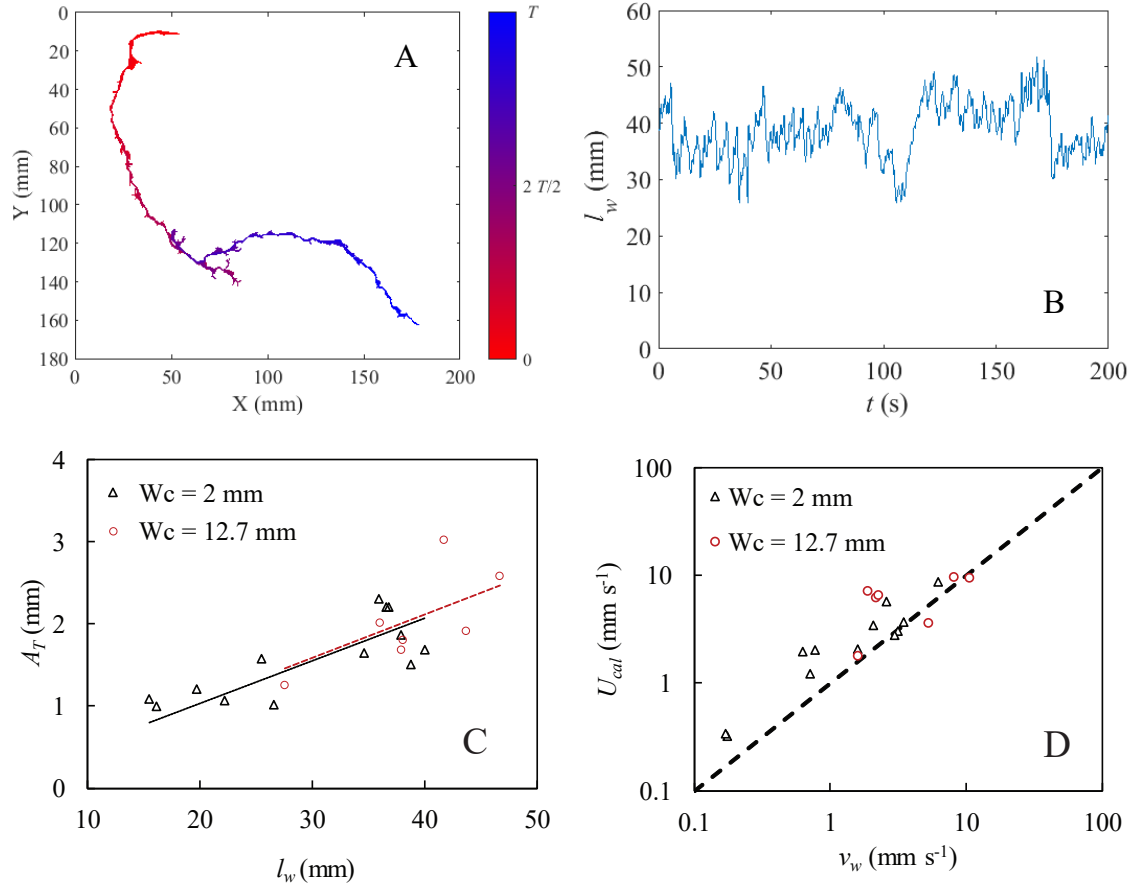 0
20
40
60
80
100
120
140
160
180
Y (mm)
0
50
100
150
200
X (mm)
A
T
2 T/2
0
60
50
40
30
20
10
0
l_w (mm)
0
50
100
150
200
t (s)
B
4
3
2
1
0
A_T (mm)
Wc = 2 mm
Wc = 12.7 mm
C
10
20
30
40
50
l_w (mm)
100
10
1
0.1
U_cal (mm s⁻¹)
Wc = 2 mm
Wc = 12.7 mm
D
0.1
1
10
100
v_w (mm s⁻¹)